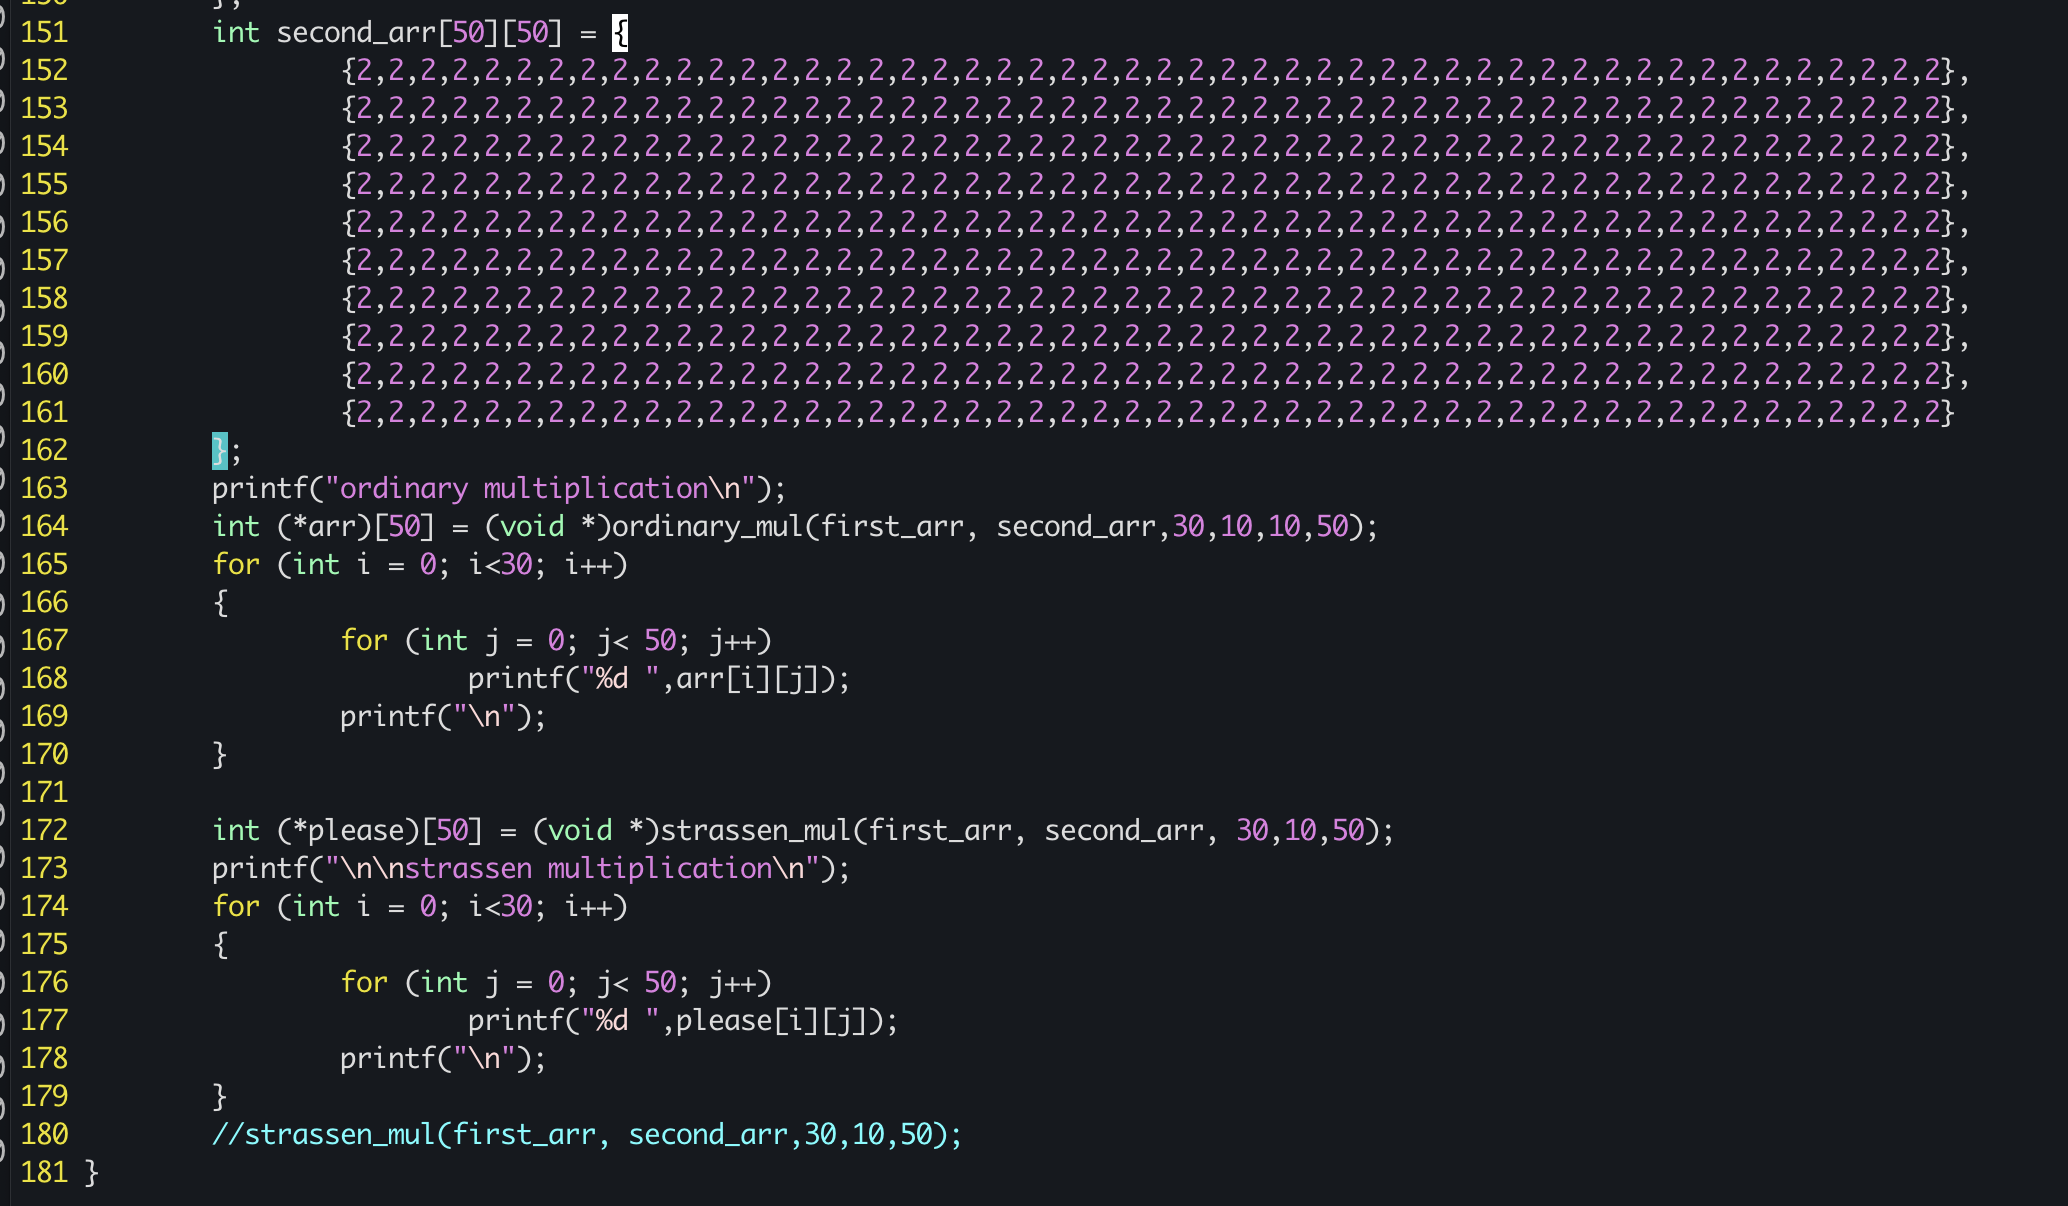 150 };
151 int second_arr[50][50] = {
152 {2,2,2,2,2,2,2,2,2,2,2,2,2,2,2,2,2,2,2,2,2,2,2,2,2,2,2,2,2,2,2,2,2,2,2,2,2,2,2,2,2,2,2,2,2,2,2,2,2,2},
153 {2,2,2,2,2,2,2,2,2,2,2,2,2,2,2,2,2,2,2,2,2,2,2,2,2,2,2,2,2,2,2,2,2,2,2,2,2,2,2,2,2,2,2,2,2,2,2,2,2,2},
154 {2,2,2,2,2,2,2,2,2,2,2,2,2,2,2,2,2,2,2,2,2,2,2,2,2,2,2,2,2,2,2,2,2,2,2,2,2,2,2,2,2,2,2,2,2,2,2,2,2,2},
155 {2,2,2,2,2,2,2,2,2,2,2,2,2,2,2,2,2,2,2,2,2,2,2,2,2,2,2,2,2,2,2,2,2,2,2,2,2,2,2,2,2,2,2,2,2,2,2,2,2,2},
156 {2,2,2,2,2,2,2,2,2,2,2,2,2,2,2,2,2,2,2,2,2,2,2,2,2,2,2,2,2,2,2,2,2,2,2,2,2,2,2,2,2,2,2,2,2,2,2,2,2,2},
157 {2,2,2,2,2,2,2,2,2,2,2,2,2,2,2,2,2,2,2,2,2,2,2,2,2,2,2,2,2,2,2,2,2,2,2,2,2,2,2,2,2,2,2,2,2,2,2,2,2,2},
158 {2,2,2,2,2,2,2,2,2,2,2,2,2,2,2,2,2,2,2,2,2,2,2,2,2,2,2,2,2,2,2,2,2,2,2,2,2,2,2,2,2,2,2,2,2,2,2,2,2,2},
159 {2,2,2,2,2,2,2,2,2,2,2,2,2,2,2,2,2,2,2,2,2,2,2,2,2,2,2,2,2,2,2,2,2,2,2,2,2,2,2,2,2,2,2,2,2,2,2,2,2,2},
160 {2,2,2,2,2,2,2,2,2,2,2,2,2,2,2,2,2,2,2,2,2,2,2,2,2,2,2,2,2,2,2,2,2,2,2,2,2,2,2,2,2,2,2,2,2,2,2,2,2,2},
161 {2,2,2,2,2,2,2,2,2,2,2,2,2,2,2,2,2,2,2,2,2,2,2,2,2,2,2,2,2,2,2,2,2,2,2,2,2,2,2,2,2,2,2,2,2,2,2,2,2,2}
162 };
163 printf("ordinary multiplication\n");
164 int (*arr)[50] = (void *)ordinary_mul(first_arr, second_arr,30,10,10,50);
165 for (int i = 0; i<30; i++)
166 {
167 for (int j = 0; j< 50; j++)
168 printf("%d ",arr[i][j]);
169 printf("\n");
170 }
171
172 int (*please)[50] = (void *)strassen_mul(first_arr, second_arr, 30,10,50);
173 printf("\n\nstrassen multiplication\n");
174 for (int i = 0; i<30; i++)
175 {
176 for (int j = 0; j< 50; j++)
177 printf("%d ",please[i][j]);
178 printf("\n");
179 }
180 //strassen_mul(first_arr, second_arr,30,10,50);
181 }